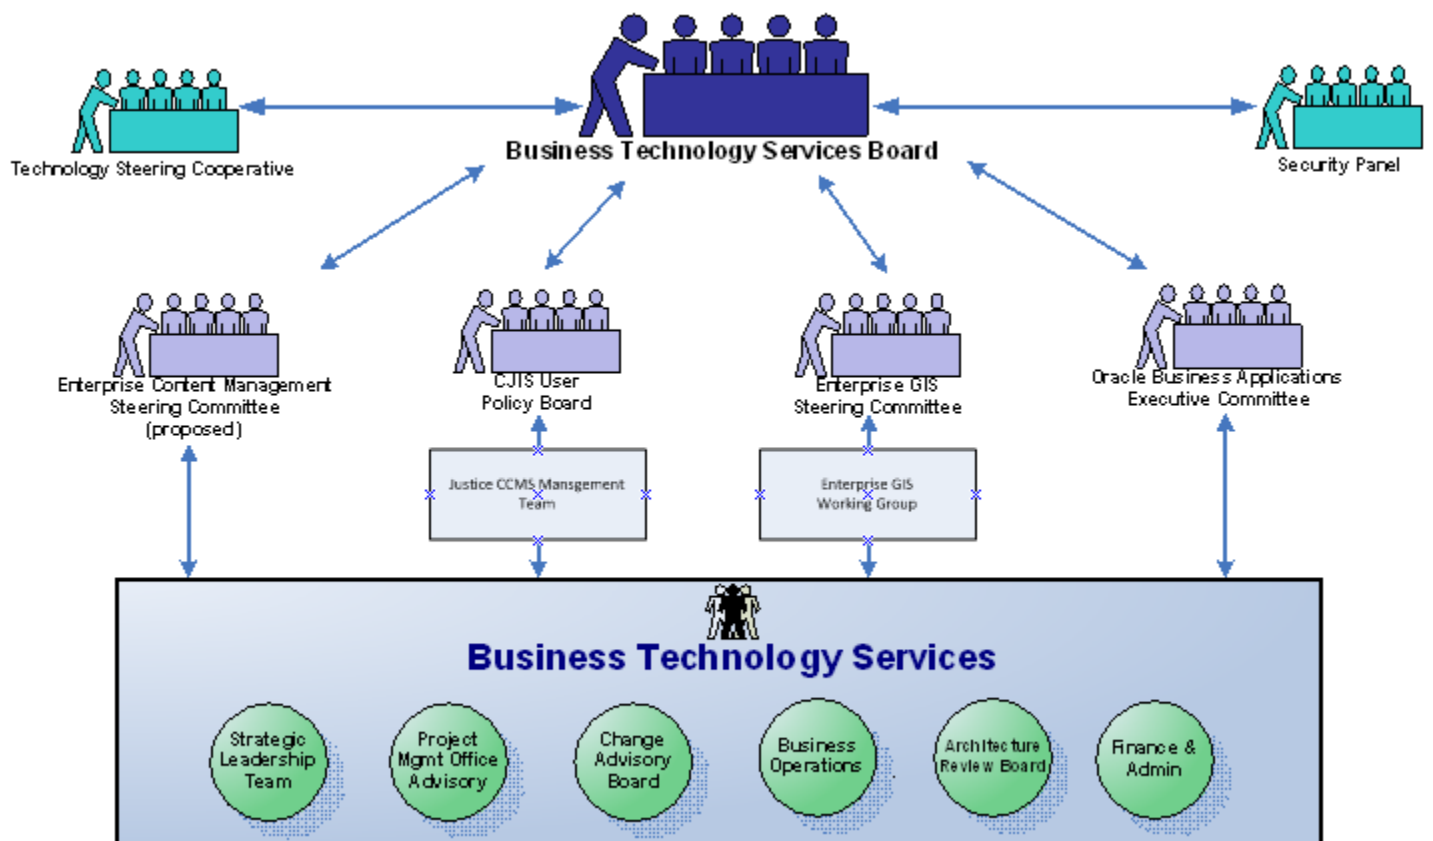 Business Technology Services Board
Technology Steering Cooperative
Security Panel
Enterprise Content Management
Steering Committee
(proposed)
CJIS User
Policy Board
Enterprise GIS
Steering Committee
Oracle Business Applications
Executive Committee
Justice CCMS Mansgement
Team
Enterprise GIS
Working Group
Business Technology Services
Strategic
Leadership
Team
Project
Mgmt Office
Advisory
Change
Advisory
Board
Business
Operations
Architecture
Review Board
Finance &
Admin